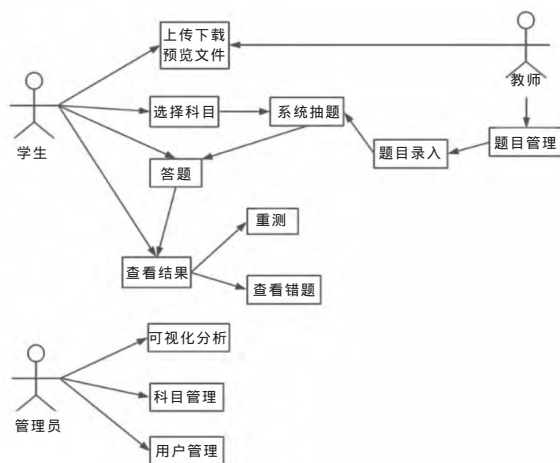 上传下载
预览文件
教师
选择科目
系统抽题
学生
题目录入
题目管理
答题
重测
查看结果
查看错题
可视化分析
科目管理
管理员
用户管理